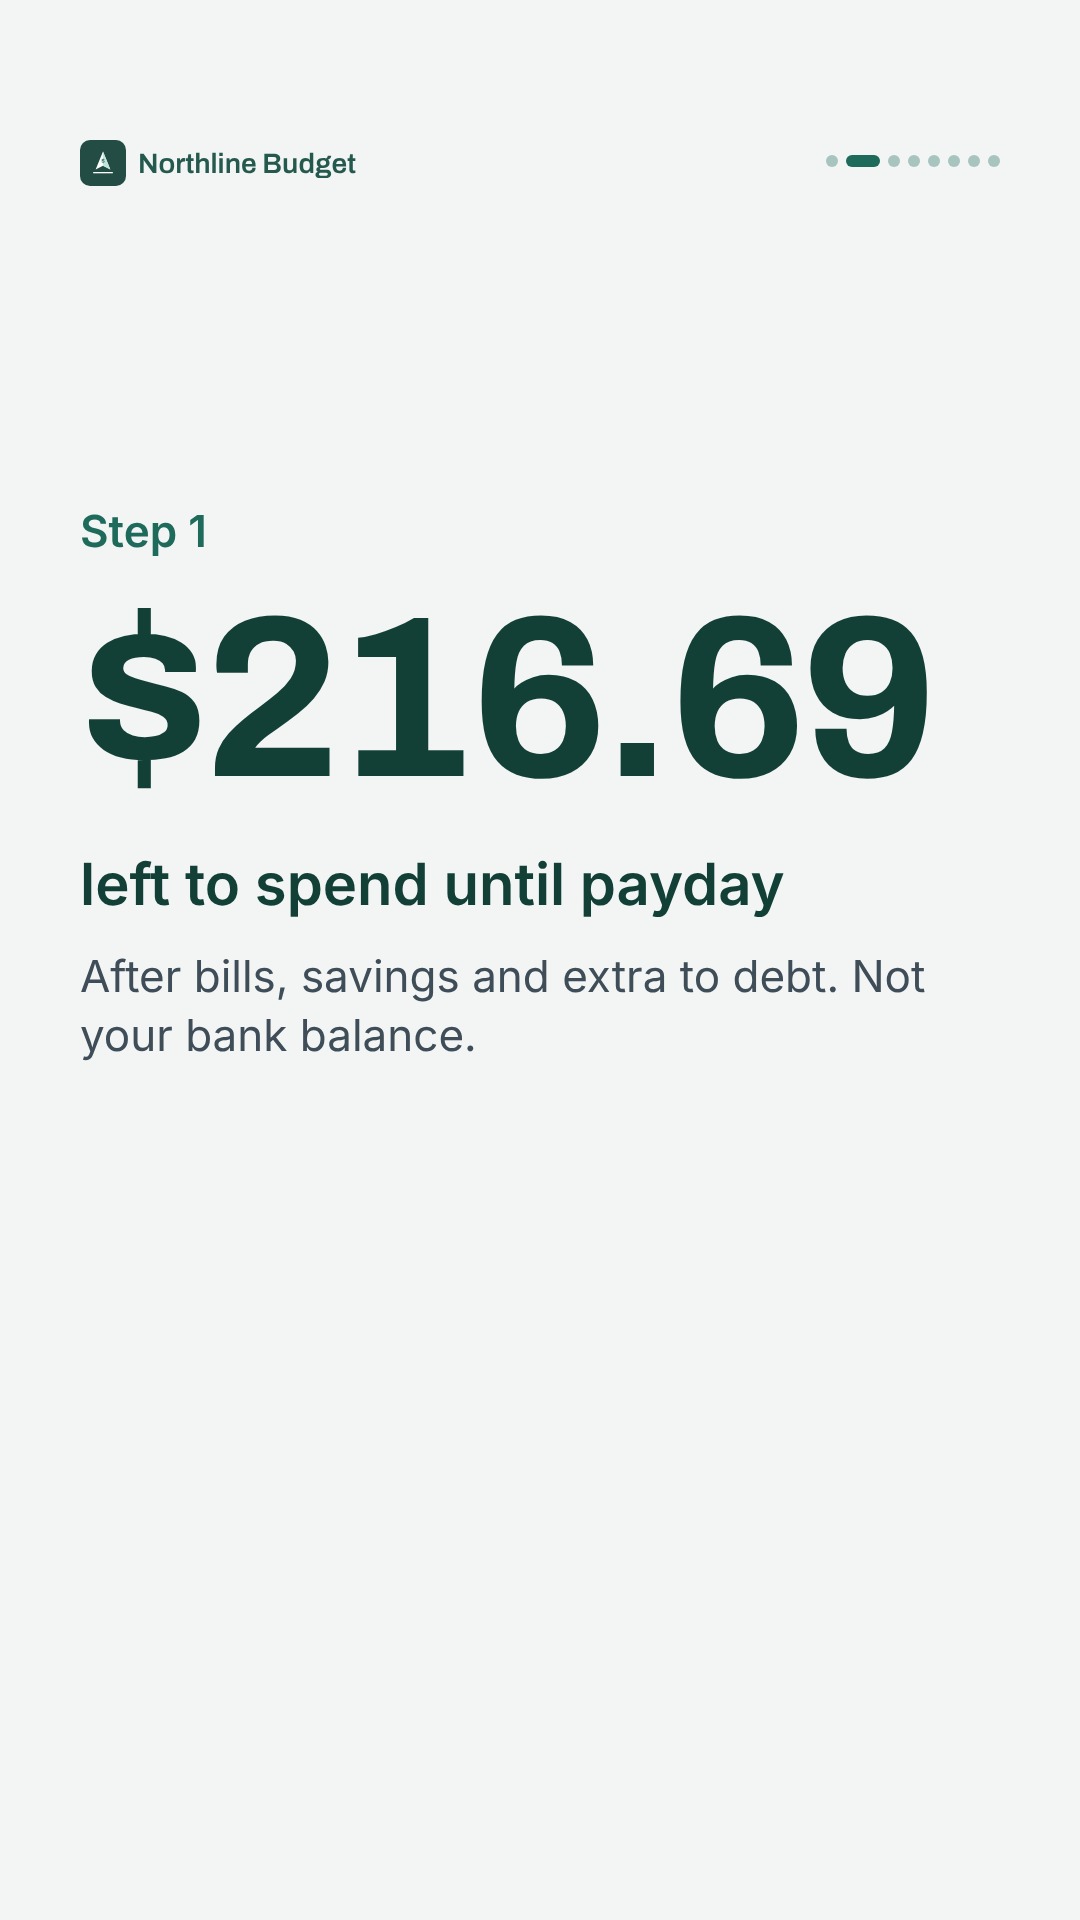 Northline Budget
Step 1
$216.69
left to spend until payday
After bills, savings and extra to debt. Not
your bank balance.